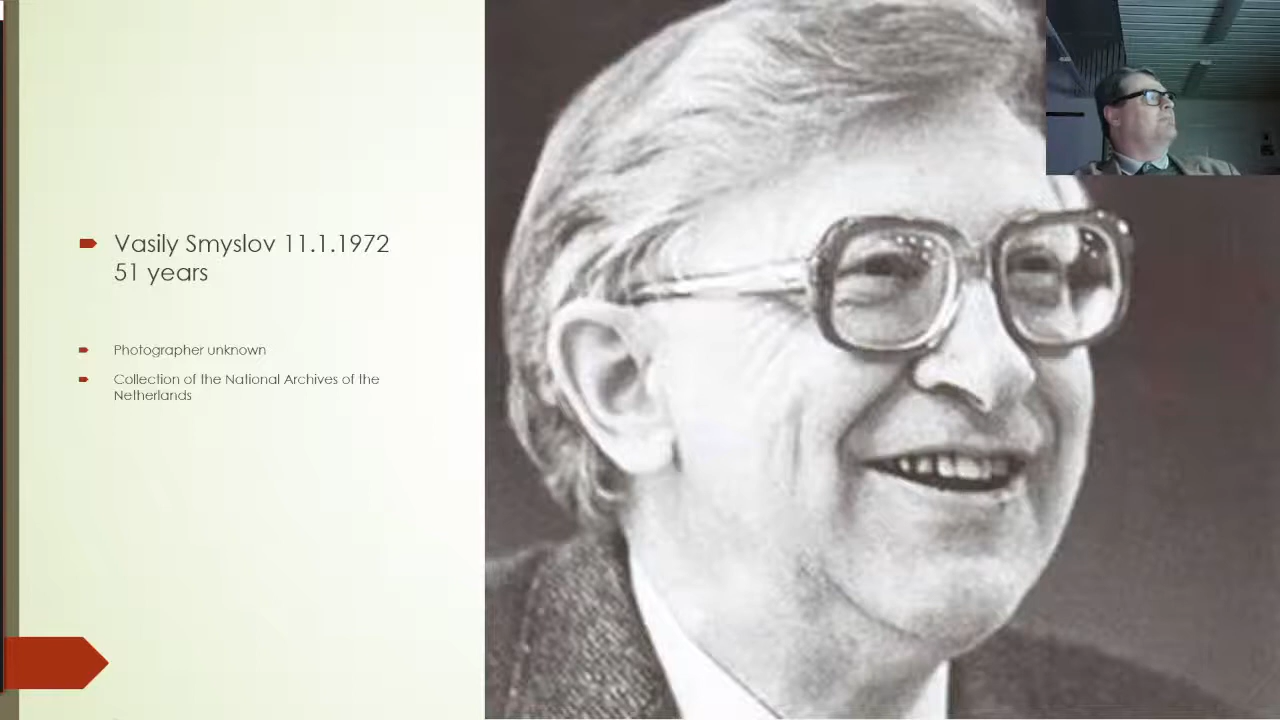 Vasily Smyslov 11.1.1972
51 years
Photographer unknown
Collection of the National Archives of the
Netherlands